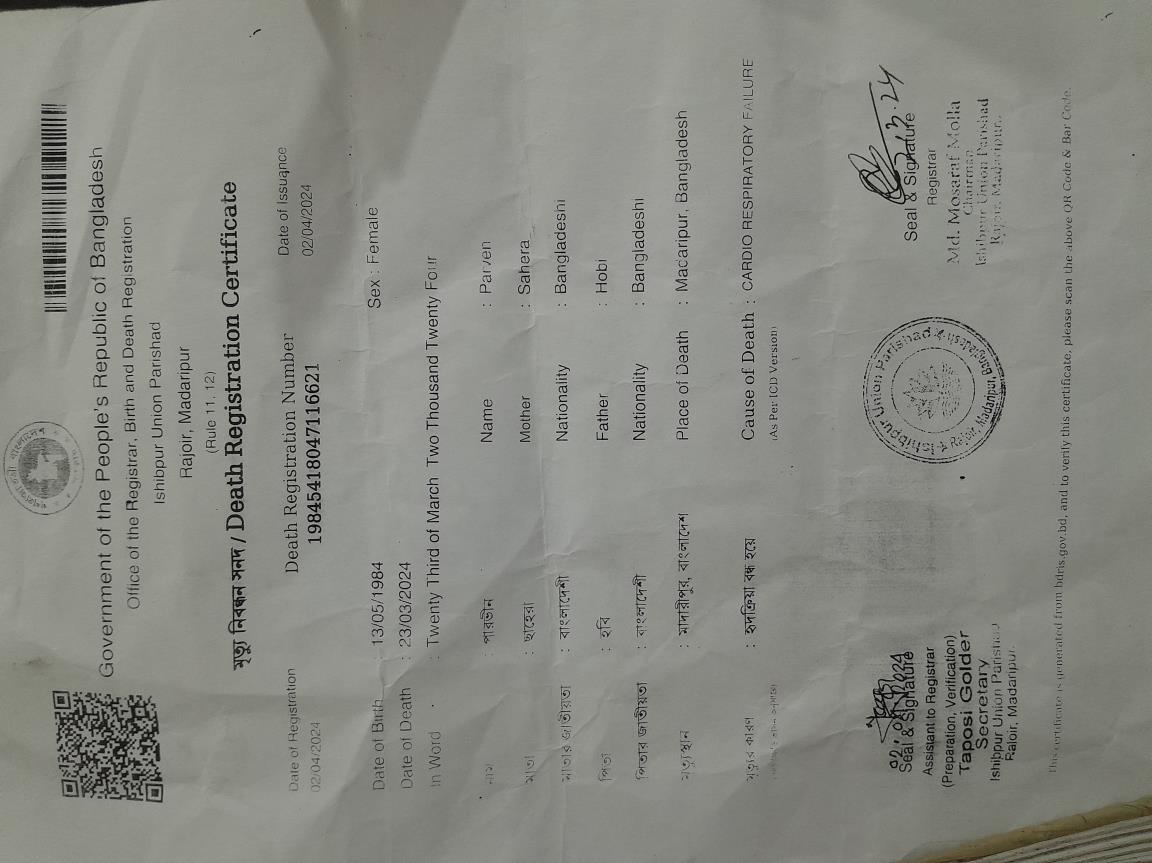 Government of the People's Republic of Bangladesh
Office of the Registrar, Birth and Death Registration
Ishibpur Union Parishad
Rajoir, Madaripur
(Rule 11, 12)
মৃত্যু নিবন্ধন সনদ / Death Registration Certificate
Date of Registration Death Registration Number Date of Issuance
02/04/2024 19845418047116621 02/04/2024
Date of Birth : 13/05/1984 Sex : Female
Date of Death : 23/03/2024
In Word : Twenty Third of March Two Thousand Twenty Four
নাম : পারভীন Name : Parven
মাতা : ছাহেরা Mother : Sahera
মাতার জাতীয়তা : বাংলাদেশী Nationality : Bangladeshi
পিতা : হবি Father : Hobi
পিতার জাতীয়তা : বাংলাদেশী Nationality : Bangladeshi
মৃত্যুস্থান : মাদারীপুর, বাংলাদেশ Place of Death : Madaripur, Bangladesh
মৃত্যুর কারণ : হৃদক্রিয়া বন্ধ হয়ে Cause of Death : CARDIO RESPIRATORY FAILURE
(As Per ICD Version)
Seal & Signature
Assistant to Registrar
(Preparation, Verification)
Taposi Golder
Secretary
Ishibpur Union Parishad
Rajoir, Madaripur.
Ishibpur Union Parishad
Rajoir, Madaripur, Bangladesh
Seal & Signature
Registrar
Md. Mosaraf Molla
Chairman
Ishibpur Union Parishad
Rajoir, Madaripur.
This certificate is generated from bdris.gov.bd, and to verify this certificate, please scan the above QR Code & Bar Code.